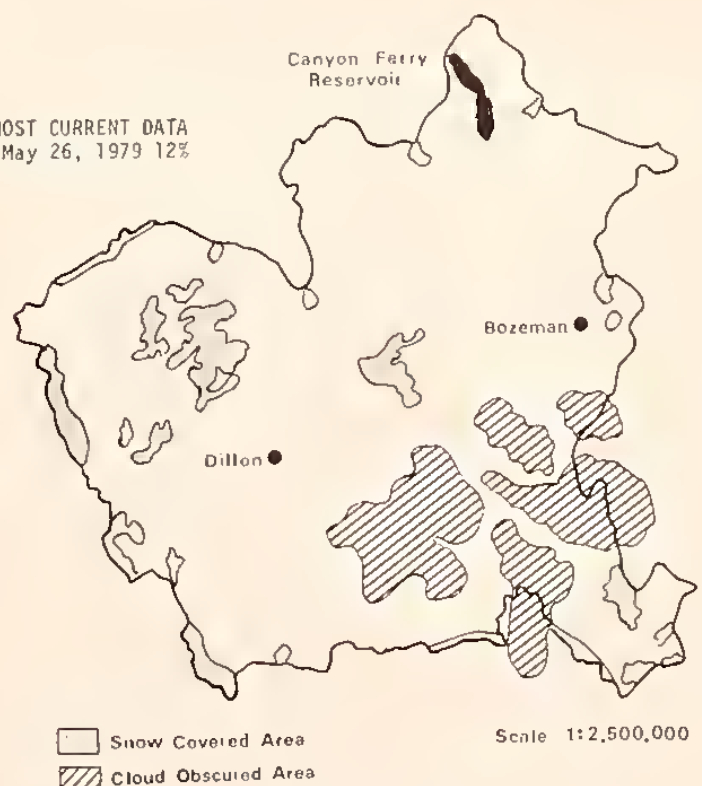 Canyon Ferry
Reservoir
MOST CURRENT DATA
May 26, 1979 12%
Bozeman
Dillon
Snow Covered Area
Scale 1:2,500,000
Cloud Obscured Area